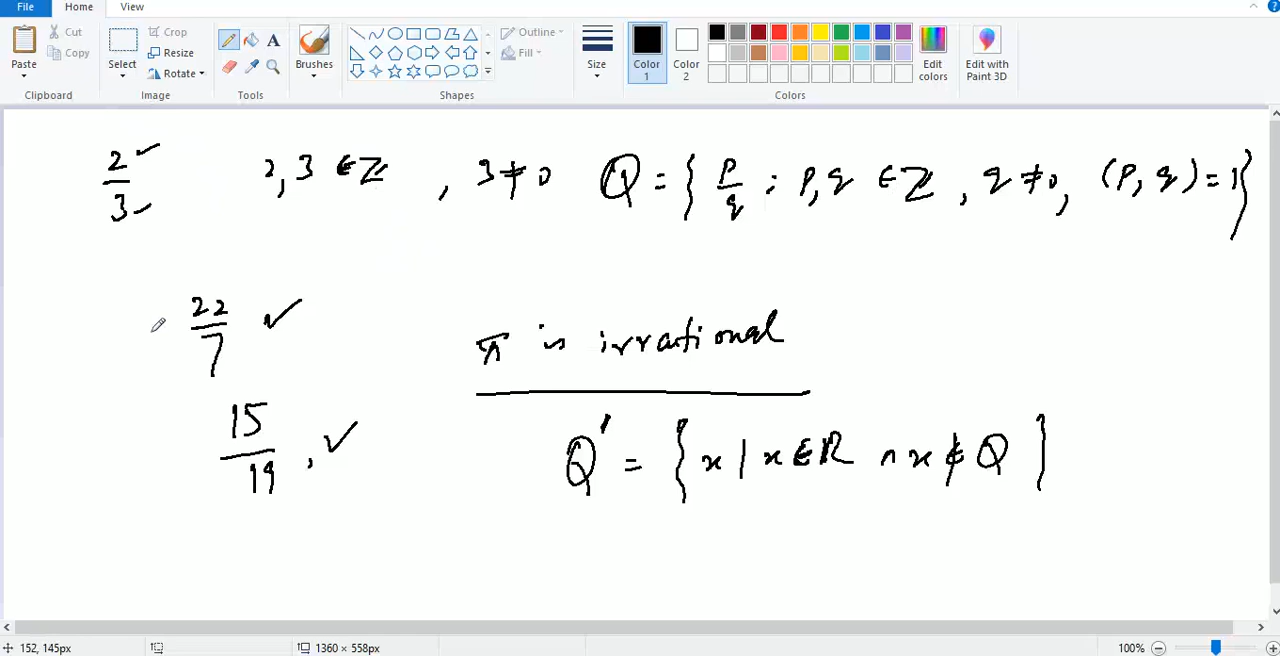 File Home View
Paste Cut Copy Select Crop Resize Rotate A Brushes Outline Fill Size Color 1 Color 2 Edit colors Edit with Paint 3D
Clipboard Image Tools Shapes Colors
2/3 2, 3 ∈ ℤ , 3 ≠ 0 Q = { p/q : p, q ∈ ℤ, q ≠ 0, (p, q) = 1 }
22/7 ✓ π is irrational
15/19, ✓ Q' = { x | x ∈ R ∧ x ∉ Q }
152, 145px 1360 × 558px 100%